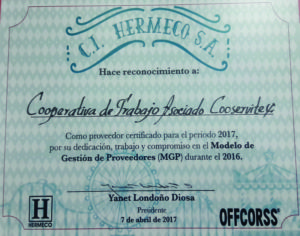 C.I. HERMECO S.A.
Hace reconocimiento a:
Cooperativa de Trabajo Asociado Cooservitex
Como proveedor certificado para el periodo 2017,
por su dedicación, trabajo y compromiso en el Modelo de
Gestión de Proveedores (MGP) durante el 2016.
Yanet Londoño Diosa
Presidente
7 de abril de 2017
H
HERMECO
OFFCORSS